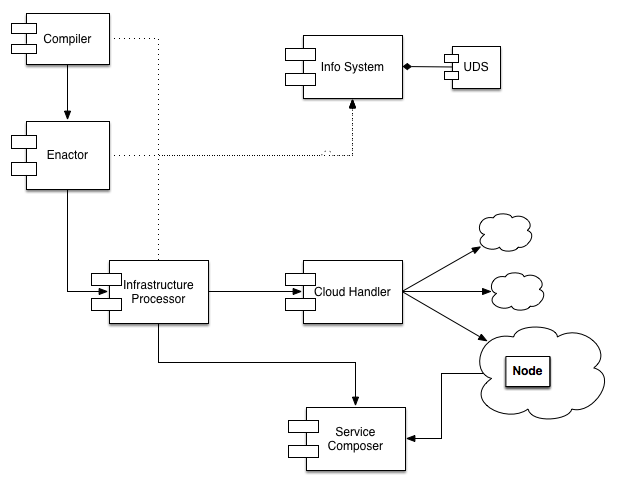 Compiler
Info System
UDS
Enactor
Infrastructure
Processor
Cloud Handler
Node
Service
Composer